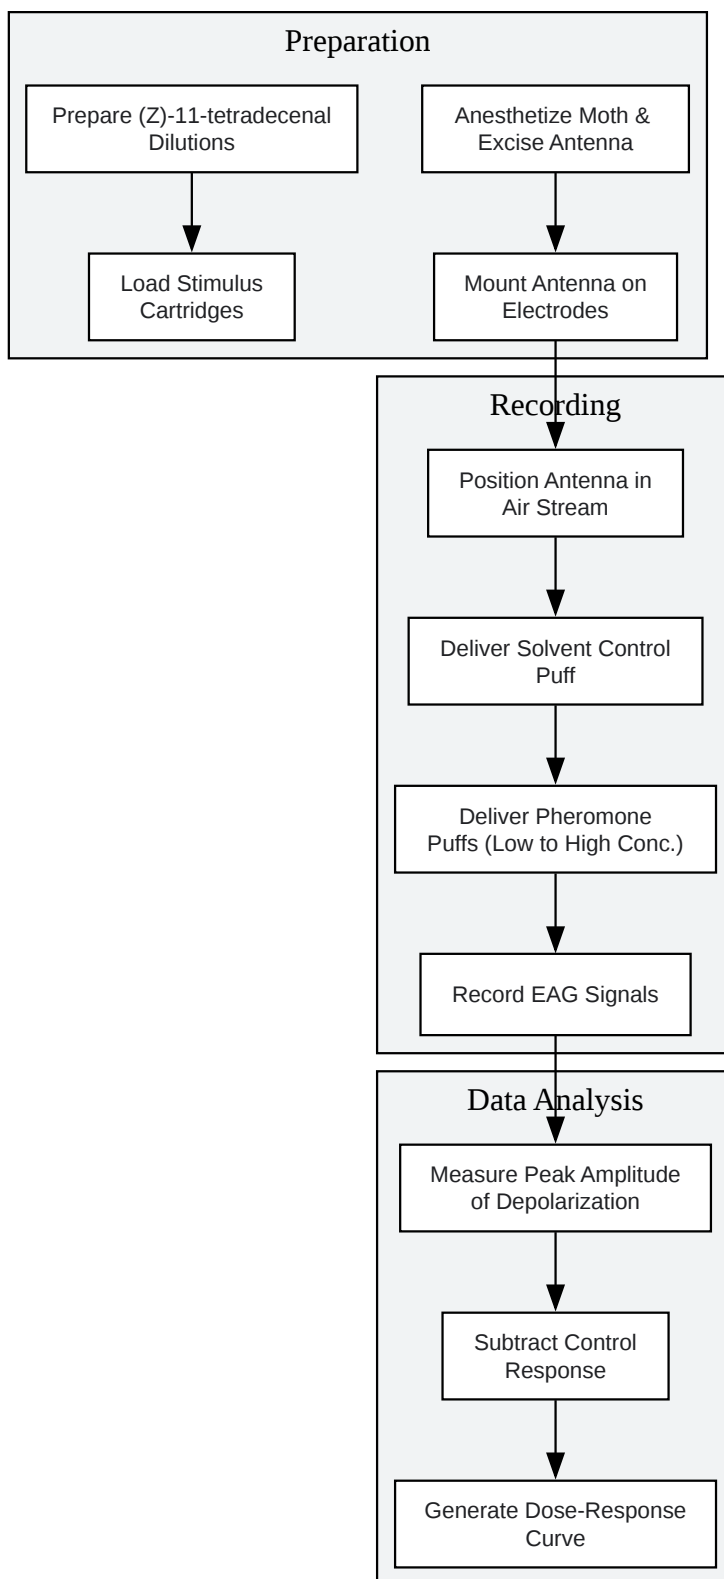 Preparation
Prepare (Z)-11-tetradecenal
Dilutions
Anesthetize Moth &
Excise Antenna
Load Stimulus
Cartridges
Mount Antenna on
Electrodes
Recording
Position Antenna in
Air Stream
Deliver Solvent Control
Puff
Deliver Pheromone
Puffs (Low to High Conc.)
Record EAG Signals
Data Analysis
Measure Peak Amplitude
of Depolarization
Subtract Control
Response
Generate Dose-Response
Curve